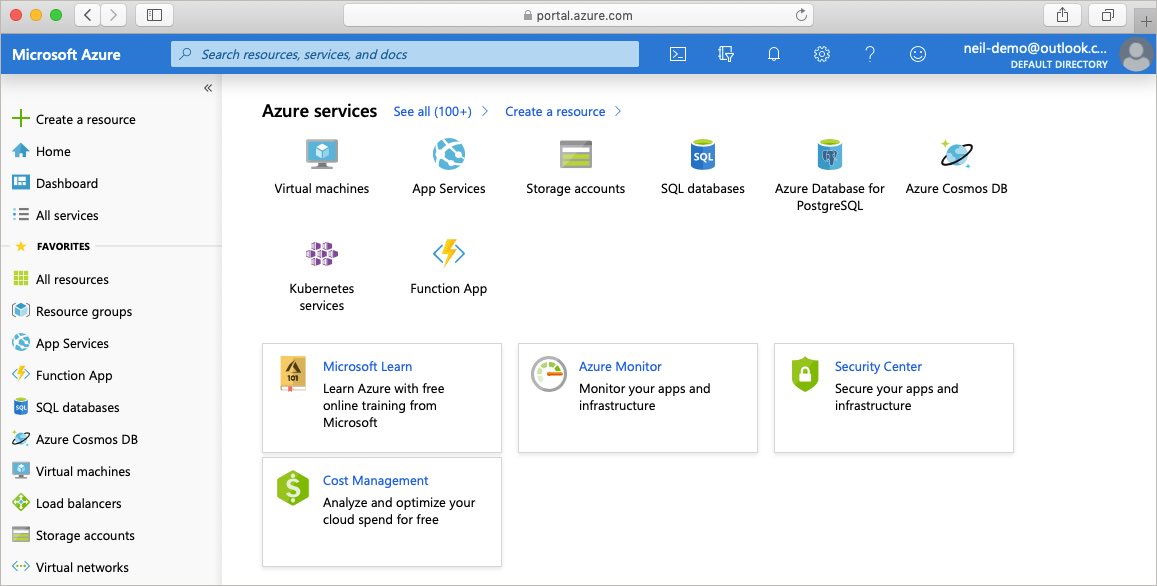 portal.azure.com
Microsoft Azure
Search resources, services, and docs
neil-demo@outlook.c...
DEFAULT DIRECTORY
Create a resource
Home
Dashboard
All services
FAVORITES
All resources
Resource groups
App Services
Function App
SQL databases
Azure Cosmos DB
Virtual machines
Load balancers
Storage accounts
Virtual networks
Azure services See all (100+) Create a resource
Virtual machines
App Services
Storage accounts
SQL
SQL databases
Azure Database for
PostgreSQL
Azure Cosmos DB
Kubernetes
services
Function App
101
Microsoft Learn
Learn Azure with free
online training from
Microsoft
Azure Monitor
Monitor your apps and
infrastructure
Security Center
Secure your apps and
infrastructure
Cost Management
Analyze and optimize your
cloud spend for free